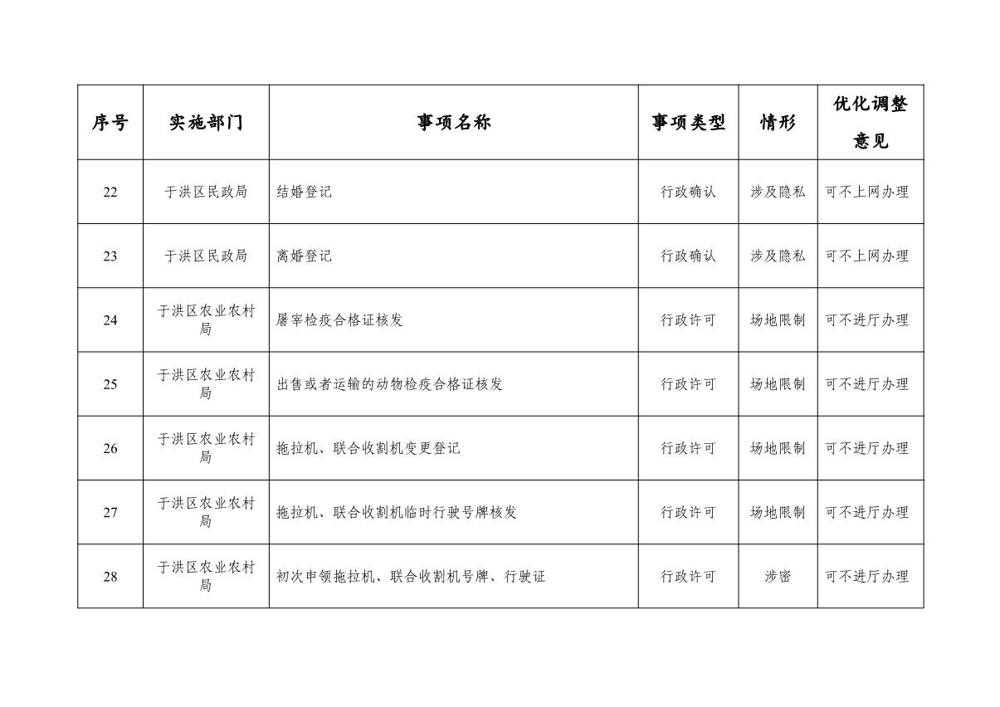 序号 实施部门 事项名称 事项类型 情形 优化调整
意见
22 于洪区民政局 结婚登记 行政确认 涉及隐私 可不上网办理
23 于洪区民政局 离婚登记 行政确认 涉及隐私 可不上网办理
24 于洪区农业农村
局 屠宰检疫合格证核发 行政许可 场地限制 可不进厅办理
25 于洪区农业农村
局 出售或者运输的动物检疫合格证核发 行政许可 场地限制 可不进厅办理
26 于洪区农业农村
局 拖拉机、联合收割机变更登记 行政许可 场地限制 可不进厅办理
27 于洪区农业农村
局 拖拉机、联合收割机临时行驶号牌核发 行政许可 场地限制 可不进厅办理
28 于洪区农业农村
局 初次申领拖拉机、联合收割机号牌、行驶证 行政许可 涉密 可不进厅办理